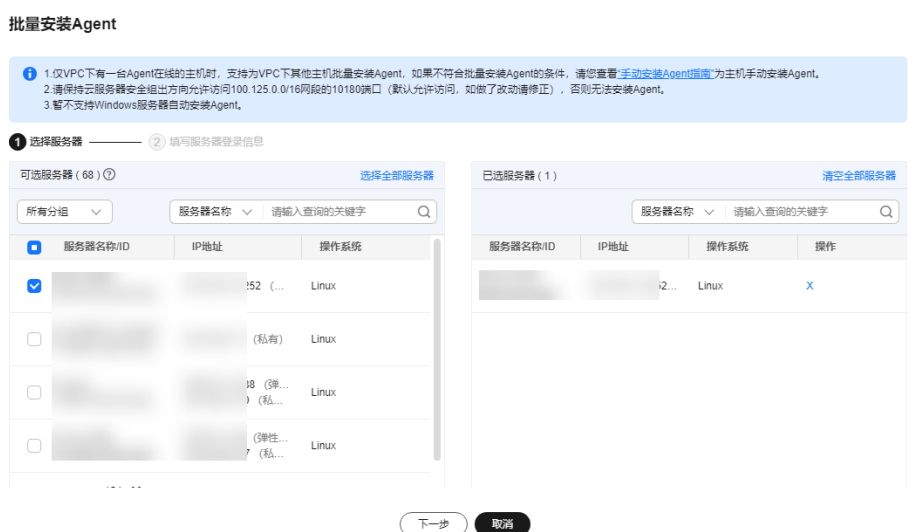 批量安装Agent
1.仅VPC下有一台Agent在线的主机时，支持为VPC下其他主机批量安装Agent，如果不符合批量安装Agent的条件，请您查看“手动安装Agent指南”为主机手动安装Agent。
2.请保持云服务器安全组出方向允许访问100.125.0.0/16网段的10180端口（默认允许访问，如做了改动请修正），否则无法安装Agent。
3.暂不支持Windows服务器自动安装Agent。
1 选择服务器 2 填写服务器登录信息
可选服务器 ( 68 ) 选择全部服务器
所有分组 服务器名称 请输入查询的关键字
服务器名称/ID IP地址 操作系统
252 （... Linux
（私有） Linux
38 （弹...
） （私... Linux
（弹性...
7 （私... Linux
已选服务器 ( 1 ) 清空全部服务器
服务器名称 请输入查询的关键字
服务器名称/ID IP地址 操作系统 操作
52... Linux X
下一步 取消